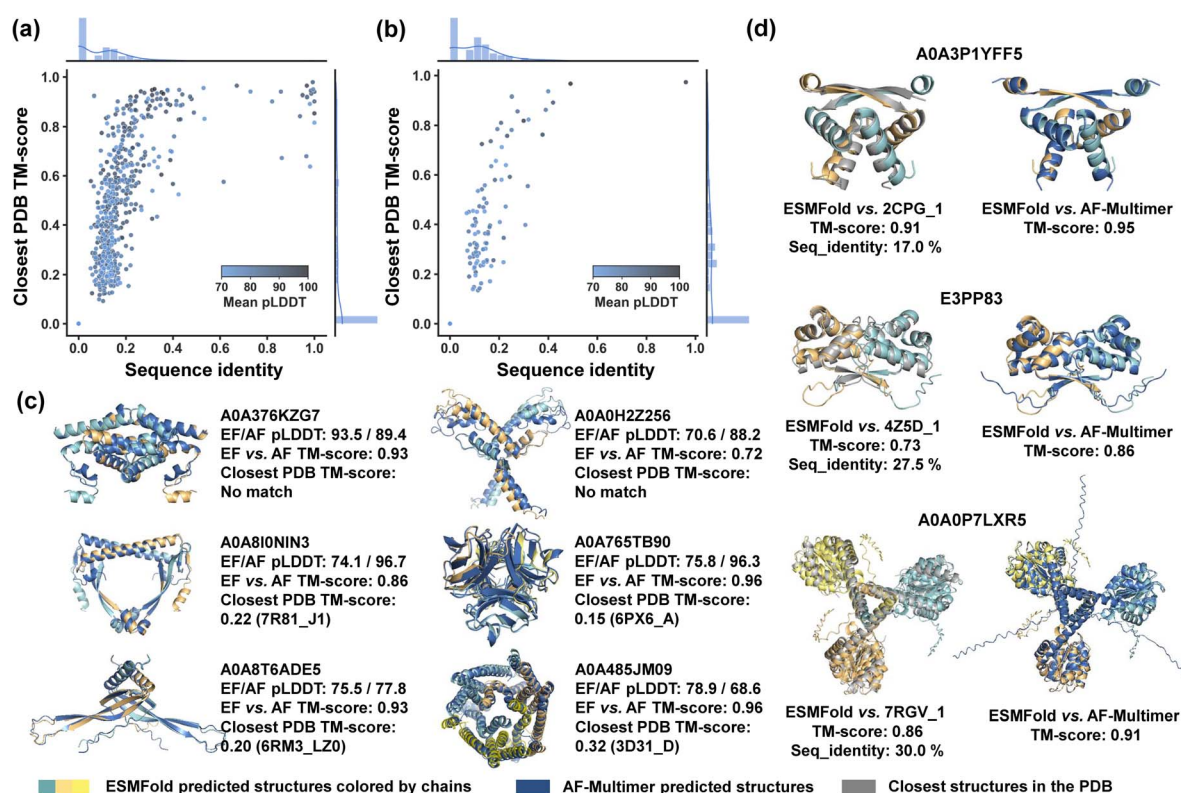 (a)
Closest PDB TM-score
1.0
0.8
0.6
0.4
0.2
0.0
70
100
Mean pLDDT
0.0
0.2
0.4
0.6
0.8
1.0
Sequence identity
(b)
Closest PDB TM-score
1.0
0.8
0.6
0.4
0.2
0.0
70
100
Mean pLDDT
0.0
0.2
0.4
0.6
0.8
1.0
Sequence identity
(c)
A0A376KZG7
EF/AF pLDDT: 93.5 / 89.4
EF vs. AF TM-score: 0.93
Closest PDB TM-score:
No match
A0A8I0NIN3
EF/AF pLDDT: 74.1 / 96.7
EF vs. AF TM-score: 0.86
Closest PDB TM-score:
0.22 (7R81_J1)
A0A8T6ADE5
EF/AF pLDDT: 75.5 / 77.8
EF vs. AF TM-score: 0.93
Closest PDB TM-score:
0.20 (6RM3_LZ0)
A0A0H2Z256
EF/AF pLDDT: 70.6 / 88.2
EF vs. AF TM-score: 0.72
Closest PDB TM-score:
No match
A0A765TB90
EF/AF pLDDT: 75.8 / 96.3
EF vs. AF TM-score: 0.96
Closest PDB TM-score:
0.15 (6PX6_A)
A0A485JM09
EF/AF pLDDT: 78.9 / 68.6
EF vs. AF TM-score: 0.96
Closest PDB TM-score:
0.32 (3D31_D)
(d)
A0A3P1YFF5
ESMFold vs. 2CPG_1
TM-score: 0.91
Seq_identity: 17.0 %
ESMFold vs. AF-Multimer
TM-score: 0.95
E3PP83
ESMFold vs. 4Z5D_1
TM-score: 0.73
Seq_identity: 27.5 %
ESMFold vs. AF-Multimer
TM-score: 0.86
A0A0P7LXR5
ESMFold vs. 7RGV_1
TM-score: 0.86
Seq_identity: 30.0 %
ESMFold vs. AF-Multimer
TM-score: 0.91
ESMFold predicted structures colored by chains
AF-Multimer predicted structures
Closest structures in the PDB